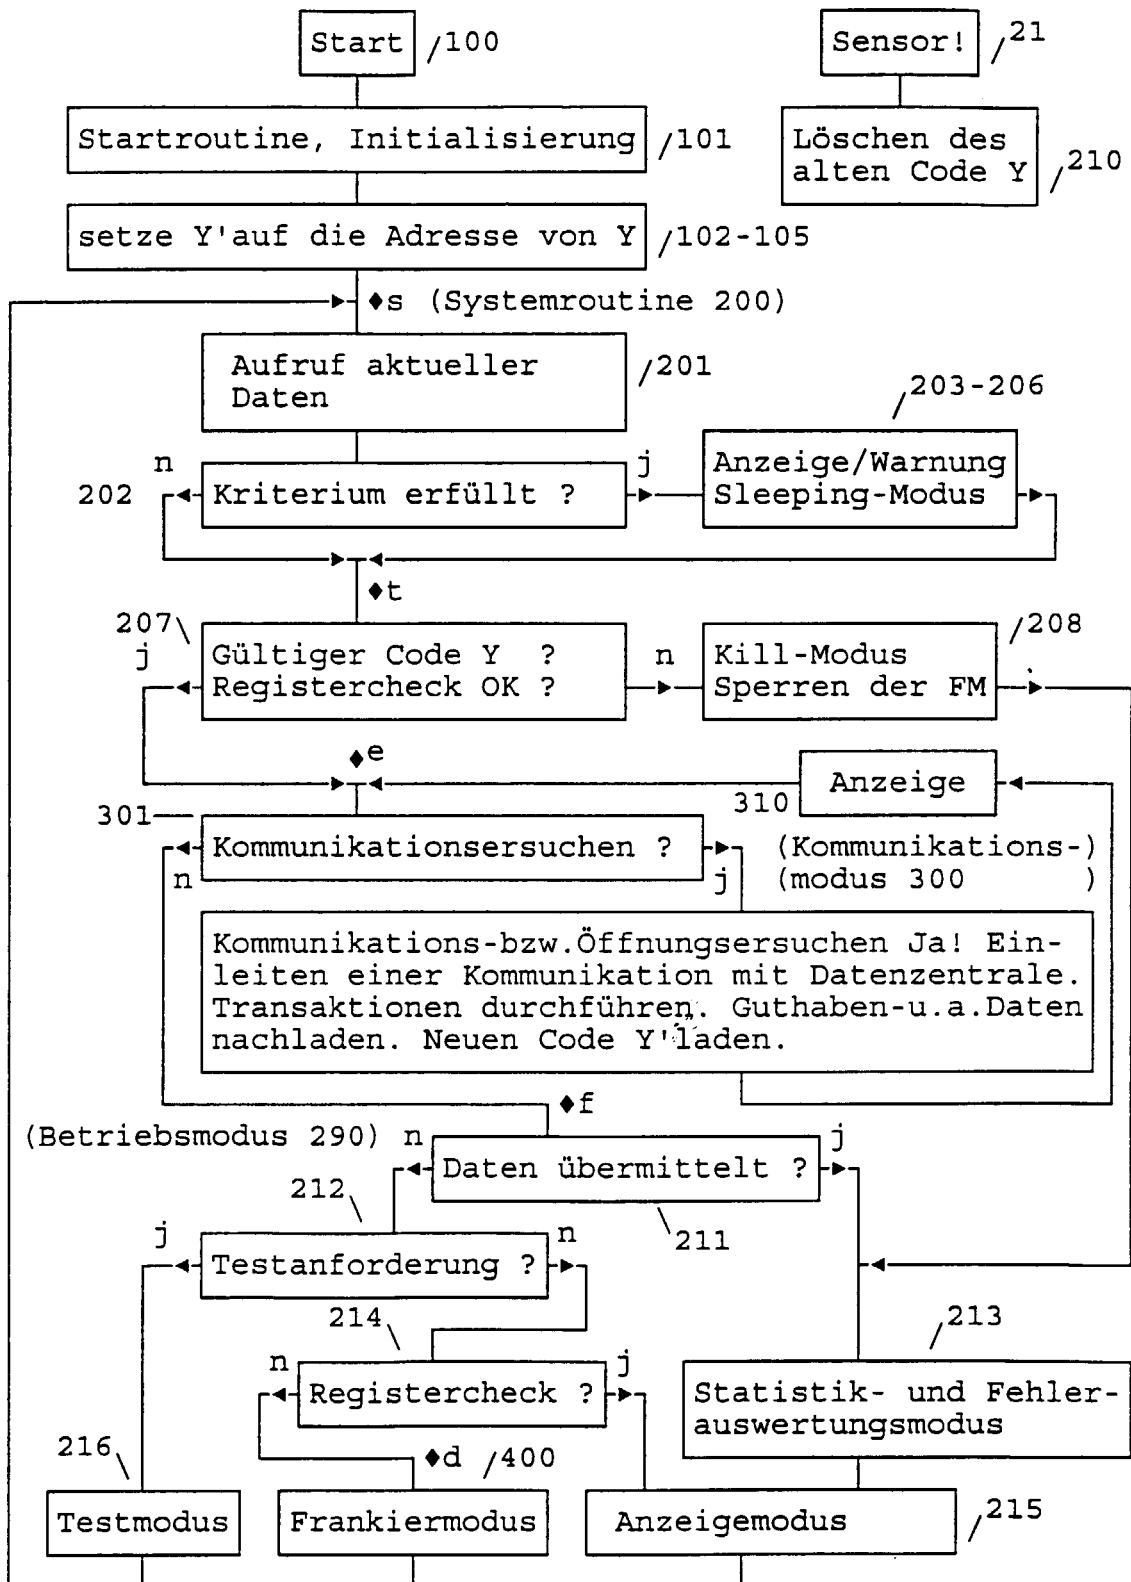 Start /100
Sensor! /21
Startroutine, Initialisierung /101
Löschen des
alten Code Y /210
setze Y'auf die Adresse von Y /102-105
♦s (Systemroutine 200)
Aufruf aktueller
Daten
/201
/203-206
n
j
202
Kriterium erfüllt ?
Anzeige/Warnung
Sleeping-Modus
♦t
207\
/208
j
Gültiger Code Y ?
Registercheck OK ?
n
Kill-Modus
Sperren der FM
♦e
Anzeige
310
301
Kommunikationsersuchen ?
n
j
(Kommunikations-)
(modus 300 )
Kommunikations-bzw.Öffnungsersuchen Ja! Ein-
leiten einer Kommunikation mit Datenzentrale.
Transaktionen durchführen. Guthaben-u.a.Daten
nachladen. Neuen Code Y'laden.
♦f
(Betriebsmodus 290) n
j
Daten übermittelt ?
212\
\211
j
n
Testanforderung ?
214\
/213
n
j
Registercheck ?
Statistik- und Fehler-
auswertungsmodus
216\
♦d /400
Testmodus
Frankiermodus
Anzeigemodus /215